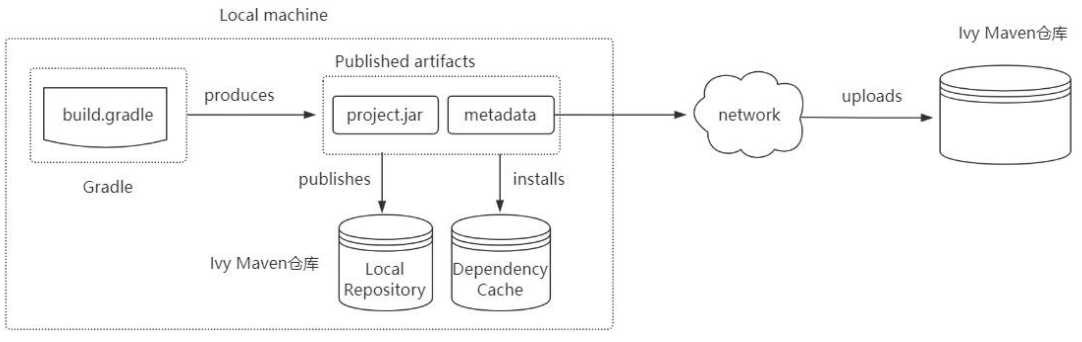 Local machine
Ivy Maven仓库
Published artifacts
build.gradle
produces
project.jar
metadata
network
uploads
Gradle
publishes
installs
Ivy Maven仓库
Local
Repository
Dependency
Cache